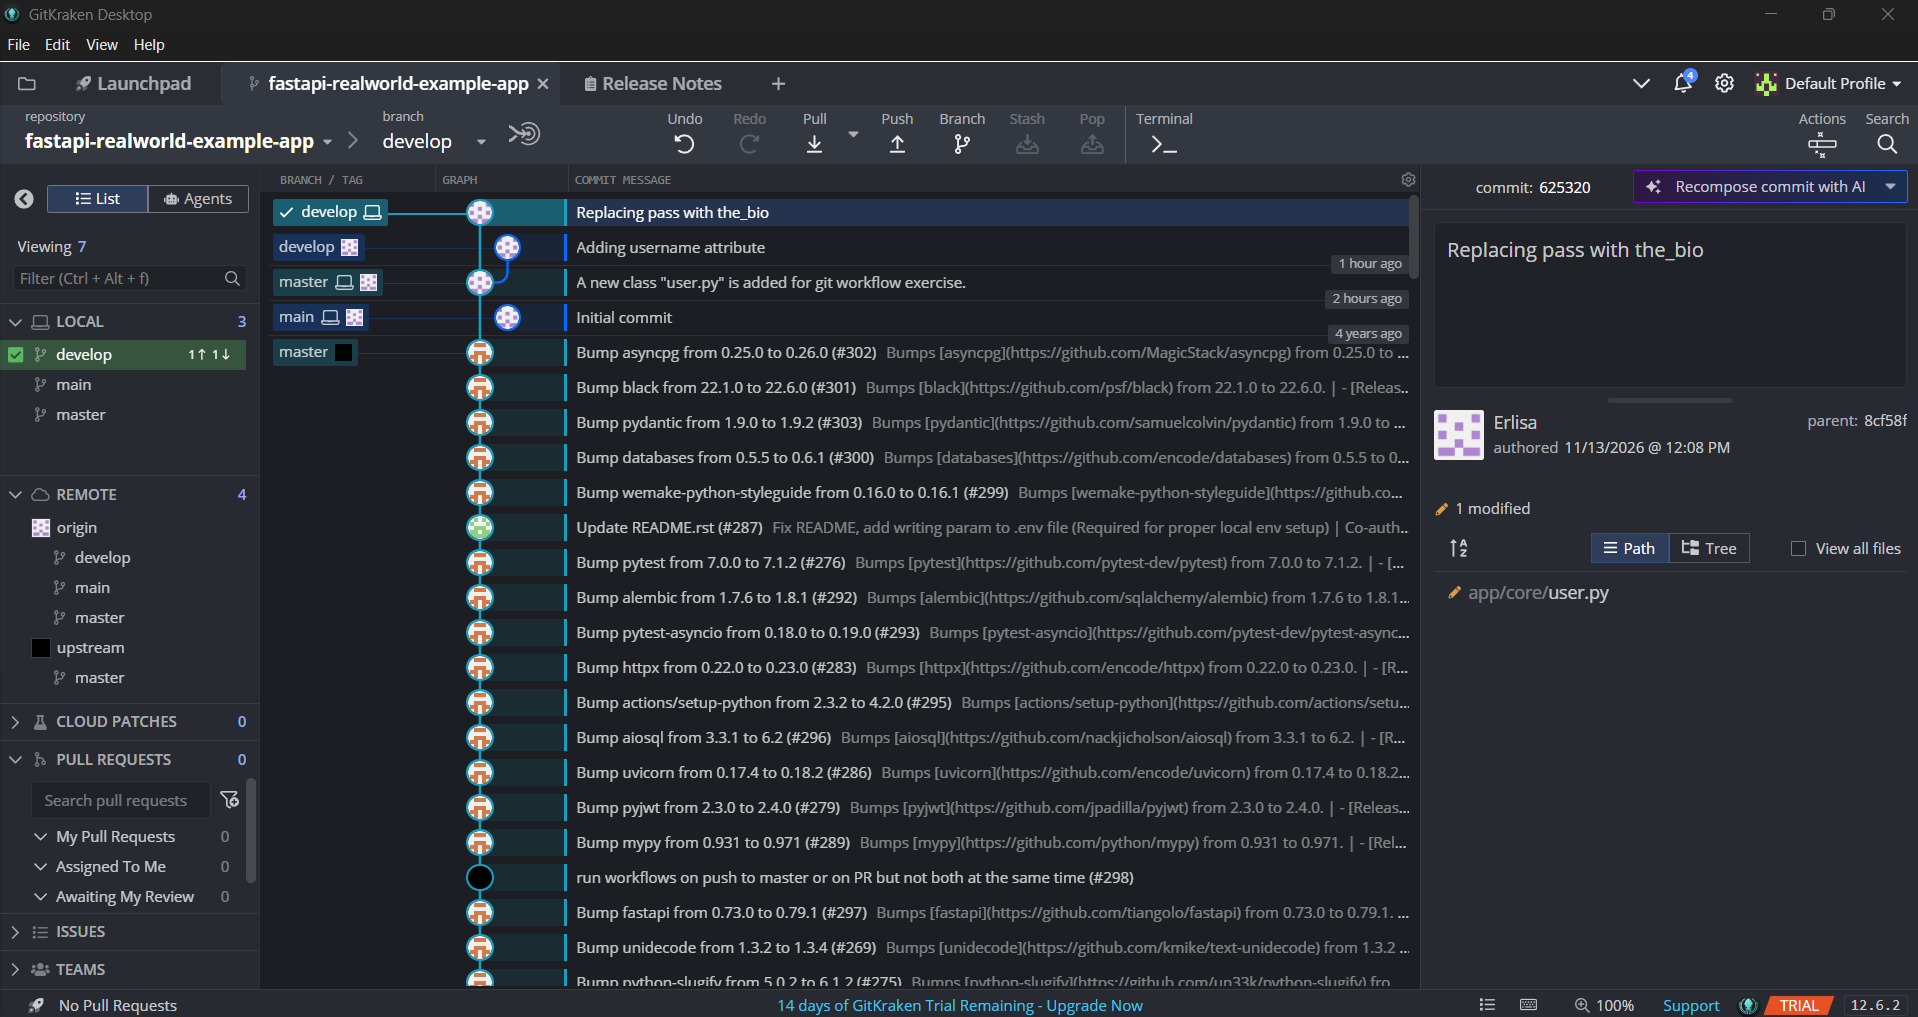 GitKraken Desktop
File Edit View Help
Launchpad fastapi-realworld-example-app Release Notes + 4 Default Profile
repository branch Undo Redo Pull Push Branch Stash Pop Terminal Actions Search
fastapi-realworld-example-app develop
List Agents
Viewing 7
Filter (Ctrl + Alt + f)
LOCAL 3
develop 1↑ 1↓
main
master
REMOTE 4
origin
develop
main
master
upstream
master
CLOUD PATCHES 0
PULL REQUESTS 0
Search pull requests
My Pull Requests 0
Assigned To Me 0
Awaiting My Review 0
ISSUES
TEAMS
BRANCH / TAG GRAPH COMMIT MESSAGE
develop Replacing pass with the_bio
develop Adding username attribute
1 hour ago
master A new class "user.py" is added for git workflow exercise.
2 hours ago
main Initial commit
4 years ago
master Bump asyncpg from 0.25.0 to 0.26.0 (#302) Bumps [asyncpg](https://github.com/MagicStack/asyncpg) from 0.25.0 to ...
Bump black from 22.1.0 to 22.6.0 (#301) Bumps [black](https://github.com/psf/black) from 22.1.0 to 22.6.0. | - [Releas...
Bump pydantic from 1.9.0 to 1.9.2 (#303) Bumps [pydantic](https://github.com/samuelcolvin/pydantic) from 1.9.0 to ...
Bump databases from 0.5.5 to 0.6.1 (#300) Bumps [databases](https://github.com/encode/databases) from 0.5.5 to 0...
Bump wemake-python-styleguide from 0.16.0 to 0.16.1 (#299) Bumps [wemake-python-styleguide](https://github.co...
Update README.rst (#287) Fix README, add writing param to .env file (Required for proper local env setup) | Co-auth...
Bump pytest from 7.0.0 to 7.1.2 (#276) Bumps [pytest](https://github.com/pytest-dev/pytest) from 7.0.0 to 7.1.2. | - [...
Bump alembic from 1.7.6 to 1.8.1 (#292) Bumps [alembic](https://github.com/sqlalchemy/alembic) from 1.7.6 to 1.8.1...
Bump pytest-asyncio from 0.18.0 to 0.19.0 (#293) Bumps [pytest-asyncio](https://github.com/pytest-dev/pytest-async...
Bump httpx from 0.22.0 to 0.23.0 (#283) Bumps [httpx](https://github.com/encode/httpx) from 0.22.0 to 0.23.0. | - [R...
Bump actions/setup-python from 2.3.2 to 4.2.0 (#295) Bumps [actions/setup-python](https://github.com/actions/setu...
Bump aiosql from 3.3.1 to 6.2 (#296) Bumps [aiosql](https://github.com/nackjicholson/aiosql) from 3.3.1 to 6.2. | - [R...
Bump uvicorn from 0.17.4 to 0.18.2 (#286) Bumps [uvicorn](https://github.com/encode/uvicorn) from 0.17.4 to 0.18.2...
Bump pyjwt from 2.3.0 to 2.4.0 (#279) Bumps [pyjwt](https://github.com/jpadilla/pyjwt) from 2.3.0 to 2.4.0. | - [Releas...
Bump mypy from 0.931 to 0.971 (#289) Bumps [mypy](https://github.com/python/mypy) from 0.931 to 0.971. | - [Rel...
run workflows on push to master or on PR but not both at the same time (#298)
Bump fastapi from 0.73.0 to 0.79.1 (#297) Bumps [fastapi](https://github.com/tiangolo/fastapi) from 0.73.0 to 0.79.1. ...
Bump unidecode from 1.3.2 to 1.3.4 (#269) Bumps [unidecode](https://github.com/kmike/text-unidecode) from 1.3.2 ...
Bump python-slugify from 5.0.2 to 6.1.2 (#275) Bumps [python-slugify](https://github.com/un33k/python-slugify) fro
commit: 625320 Recompose commit with AI
Replacing pass with the_bio
Erlisa parent: 8cf58f
authored 11/13/2026 @ 12:08 PM
1 modified
Path Tree View all files
app/core/user.py
No Pull Requests 14 days of GitKraken Trial Remaining - Upgrade Now 100% Support TRIAL 12.6.2